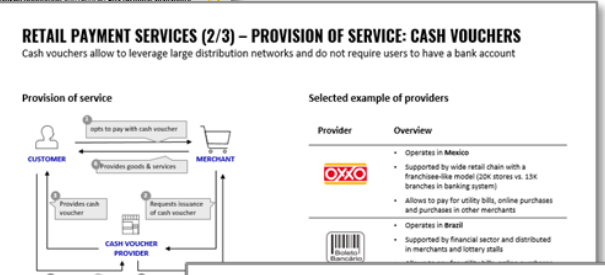 RETAIL PAYMENT SERVICES (2/3) – PROVISION OF SERVICE: CASH VOUCHERS
Cash vouchers allow to leverage large distribution networks and do not require users to have a bank account
Provision of service
opts to pay with cash voucher
CUSTOMER
MERCHANT
Provides goods & services
Provides cash
voucher
Requests issuance
of cash voucher
CASH VOUCHER
PROVIDER
Selected example of providers
Provider
Overview
OXXO
• Operates in Mexico
• Supported by wide retail chain with a
franchisee-like model (20K stores vs. 13K
branches in banking system)
• Allows to pay for utility bills, online purchases
and purchases in other merchants
Boleto
Bancário
• Operates in Brazil
• Supported by financial sector and distributed
in merchants and lottery stalls